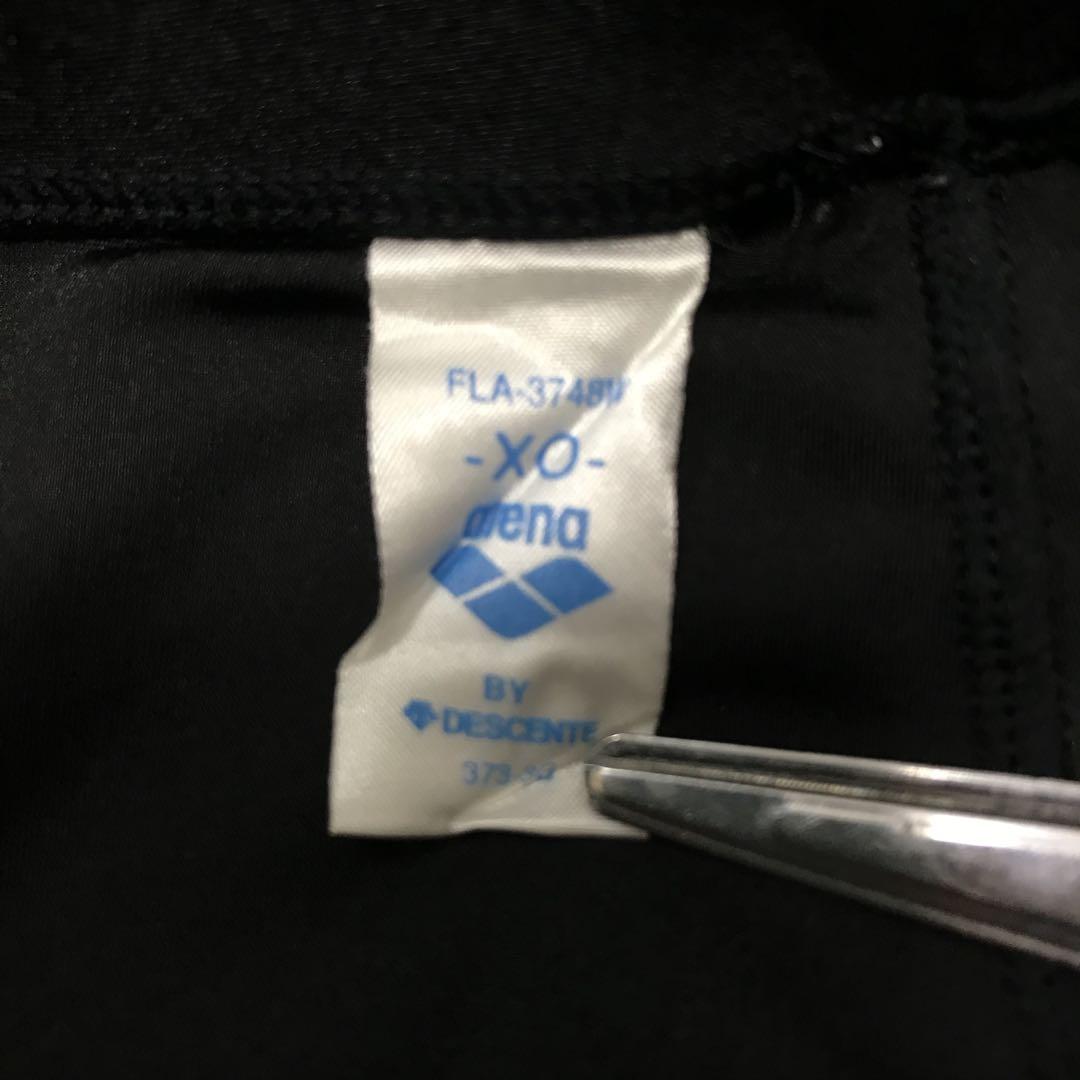 FLA-3748W
-XO-
arena
BY
DESCENTE